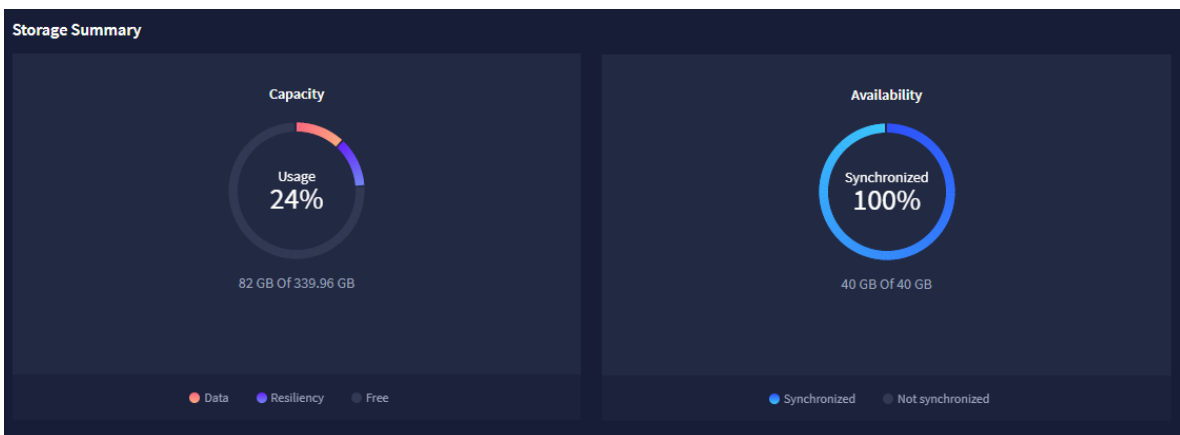 Storage Summary
Capacity
Usage
24%
82 GB Of 339.96 GB
Data
Resiliency
Free
Availability
Synchronized
100%
40 GB Of 40 GB
Synchronized
Not synchronized